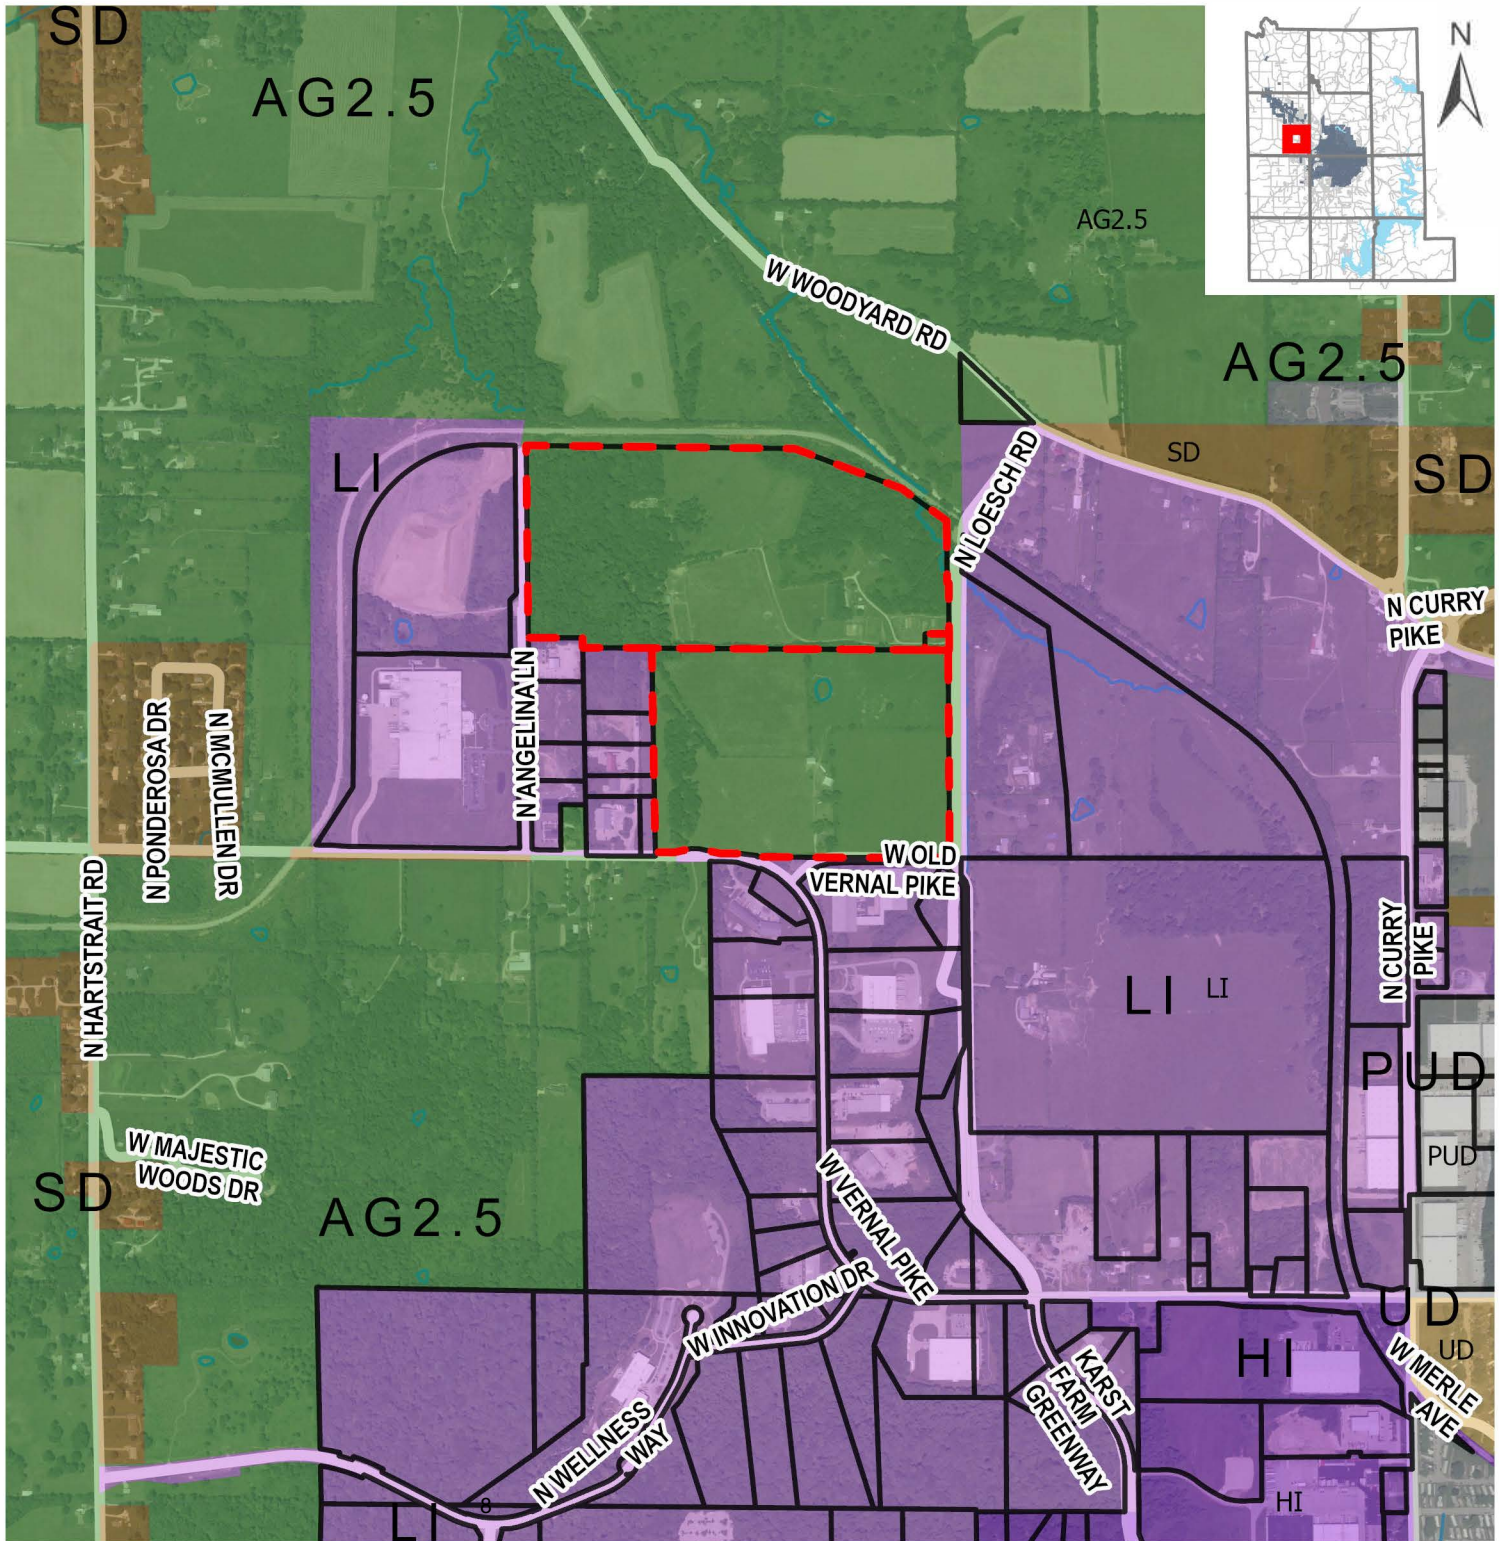 SD
AG2.5
N
AG2.5
W WOODYARD RD
AG2.5
LI
SD
SD
N LOESCH RD
N CURRY
PIKE
N PONDEROSA DR
N MCMULLEN DR
N ANGELINA LN
W OLD
VERNAL PIKE
N HARTSTRAIT RD
N CURRY
PIKE
LI
LI
PUD
PUD
W MAJESTIC
WOODS DR
SD
AG2.5
W VERNAL PIKE
W INNOVATION DR
UD
UD
HI
W MERLE
AVE
KARST
FARM
GREENWAY
N WELLNESS
WAY
LI
8
HI